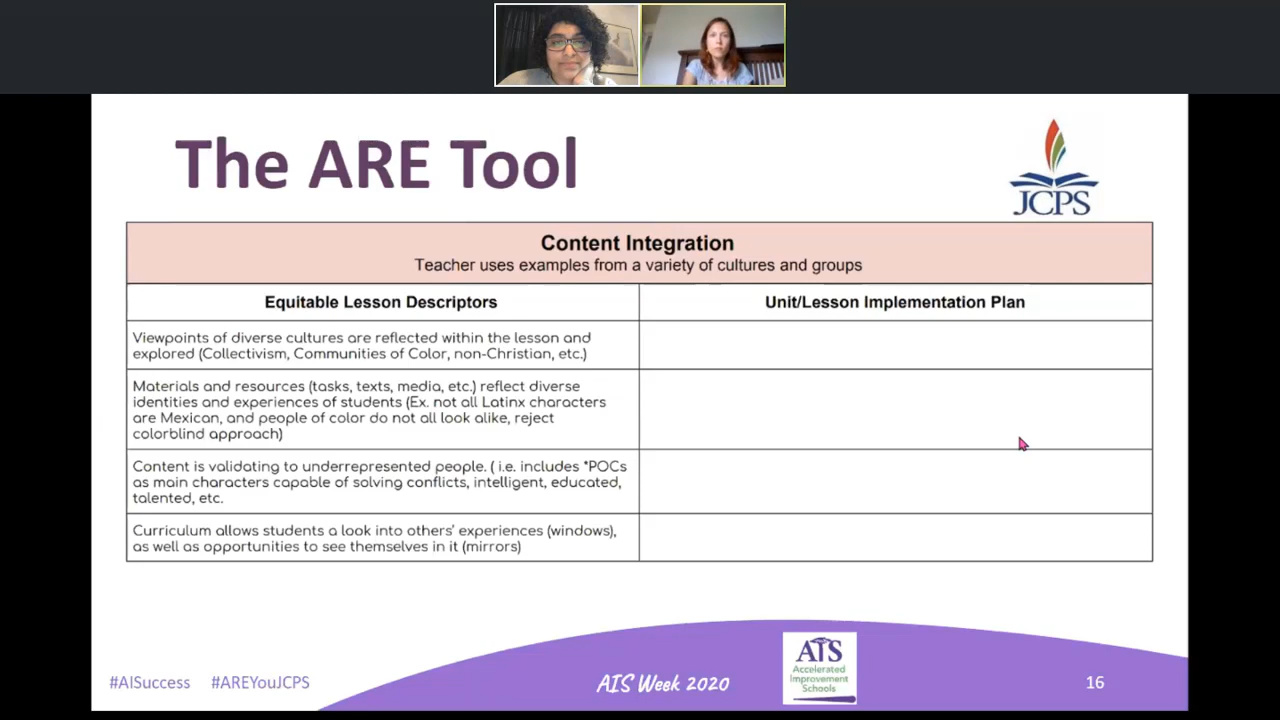 The ARE Tool
JCPS
Content Integration
Teacher uses examples from a variety of cultures and groups
Equitable Lesson Descriptors
Unit/Lesson Implementation Plan
Viewpoints of diverse cultures are reflected within the lesson and
explored (Collectivism, Communities of Color, non-Christian, etc.)
Materials and resources (tasks, texts, media, etc.) reflect diverse
identities and experiences of students (Ex. not all Latinx characters
are Mexican, and people of color do not all look alike, reject
colorblind approach)
Content is validating to underrepresented people. ( i.e. includes *POCs
as main characters capable of solving conflicts, intelligent, educated,
talented, etc.
Curriculum allows students a look into others' experiences (windows),
as well as opportunities to see themselves in it (mirrors)
#AISuccess #AREYouJCPS
AIS Week 2020
AIS
Accelerated
Improvement
Schools
16